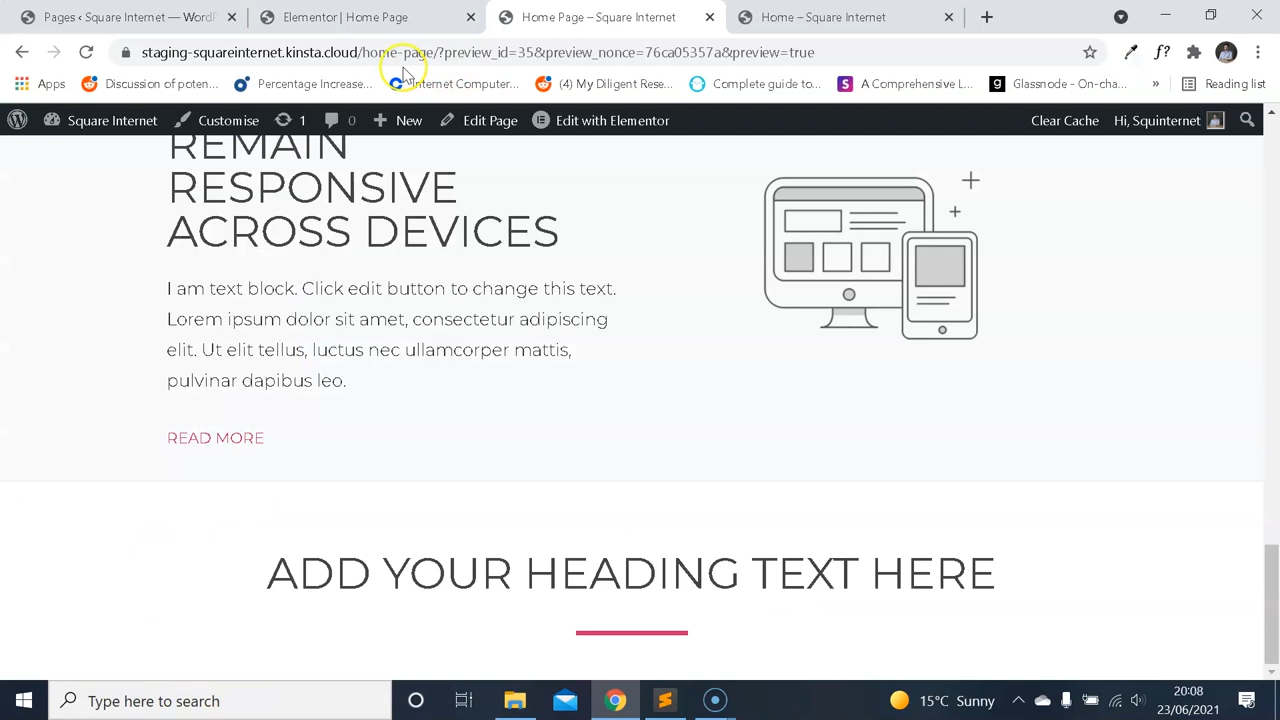 Pages ‹ Square Internet — WordP
Elementor | Home Page
Home Page – Square Internet
Home – Square Internet
staging-squareinternet.kinsta.cloud/home-page/?preview_id=35&preview_nonce=76ca05357a&preview=true
f?
Apps
Discussion of poten...
Percentage Increase...
Internet Computer...
(4) My Diligent Rese...
Complete guide to...
S
A Comprehensive L...
g
Glassnode - On-cha...
»
Reading list
Square Internet
Customise
1
0
New
Edit Page
Edit with Elementor
Clear Cache
Hi, Squinternet
REMAIN
RESPONSIVE
ACROSS DEVICES
I am text block. Click edit button to change this text.
Lorem ipsum dolor sit amet, consectetur adipiscing
elit. Ut elit tellus, luctus nec ullamcorper mattis,
pulvinar dapibus leo.
READ MORE
ADD YOUR HEADING TEXT HERE
Type here to search
15°C Sunny
20:08
23/06/2021